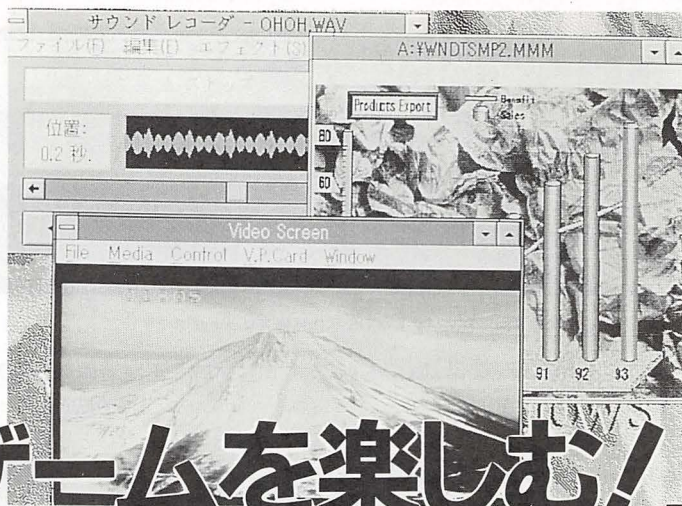 サウンド レコーダ - OHOH.WAV
ファイル(F) 編集(E) エフェクト(S)
位置:
0.2 秒.
A:¥WNDTSMP2.MMM
Products Export
Benefit
Sales
80
60
91 92 93
Video Screen
File Media Control V.P.Card Window
ゲームを楽しむ!